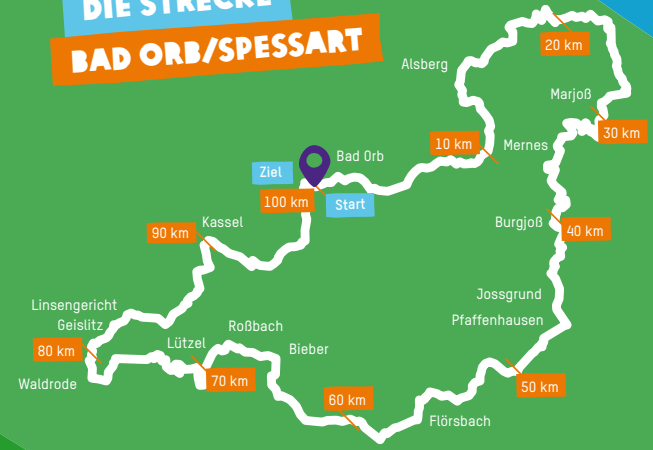 DIE STRECKE
BAD ORB/SPESSART
20 km
Alsberg
Marjoß
30 km
10 km
Mernes
Bad Orb
Ziel
100 km
Start
Kassel
90 km
Burgjoß
40 km
Jossgrund
Pfaffenhausen
Linsengericht
Geislitz
Roßbach
Lützel
Bieber
80 km
Waldrode
70 km
60 km
50 km
Flörsbach